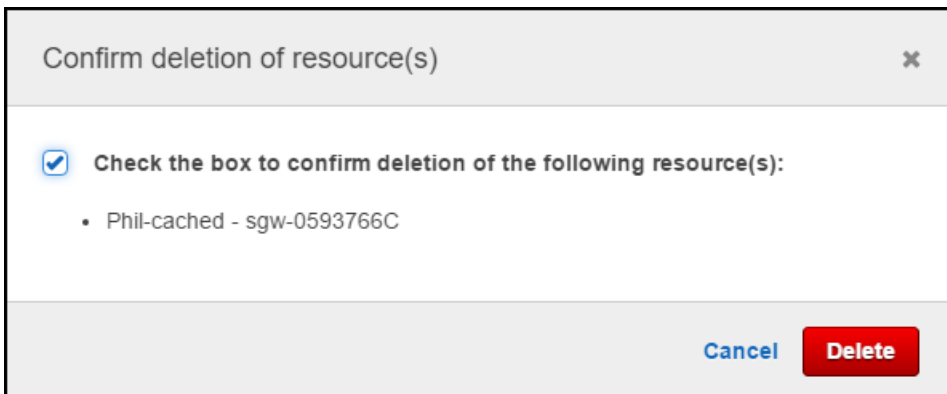 Confirm deletion of resource(s)
Check the box to confirm deletion of the following resource(s):
• Phil-cached - sgw-0593766C
Cancel Delete